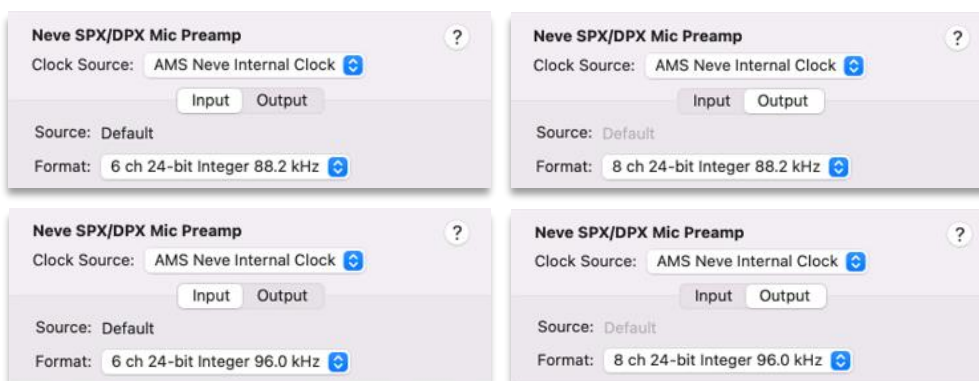 Neve SPX/DPX Mic Preamp ?
Clock Source: AMS Neve Internal Clock
Input Output
Source: Default
Format: 6 ch 24-bit Integer 88.2 kHz
Neve SPX/DPX Mic Preamp ?
Clock Source: AMS Neve Internal Clock
Input Output
Source: Default
Format: 8 ch 24-bit Integer 88.2 kHz
Neve SPX/DPX Mic Preamp ?
Clock Source: AMS Neve Internal Clock
Input Output
Source: Default
Format: 6 ch 24-bit Integer 96.0 kHz
Neve SPX/DPX Mic Preamp ?
Clock Source: AMS Neve Internal Clock
Input Output
Source: Default
Format: 8 ch 24-bit Integer 96.0 kHz